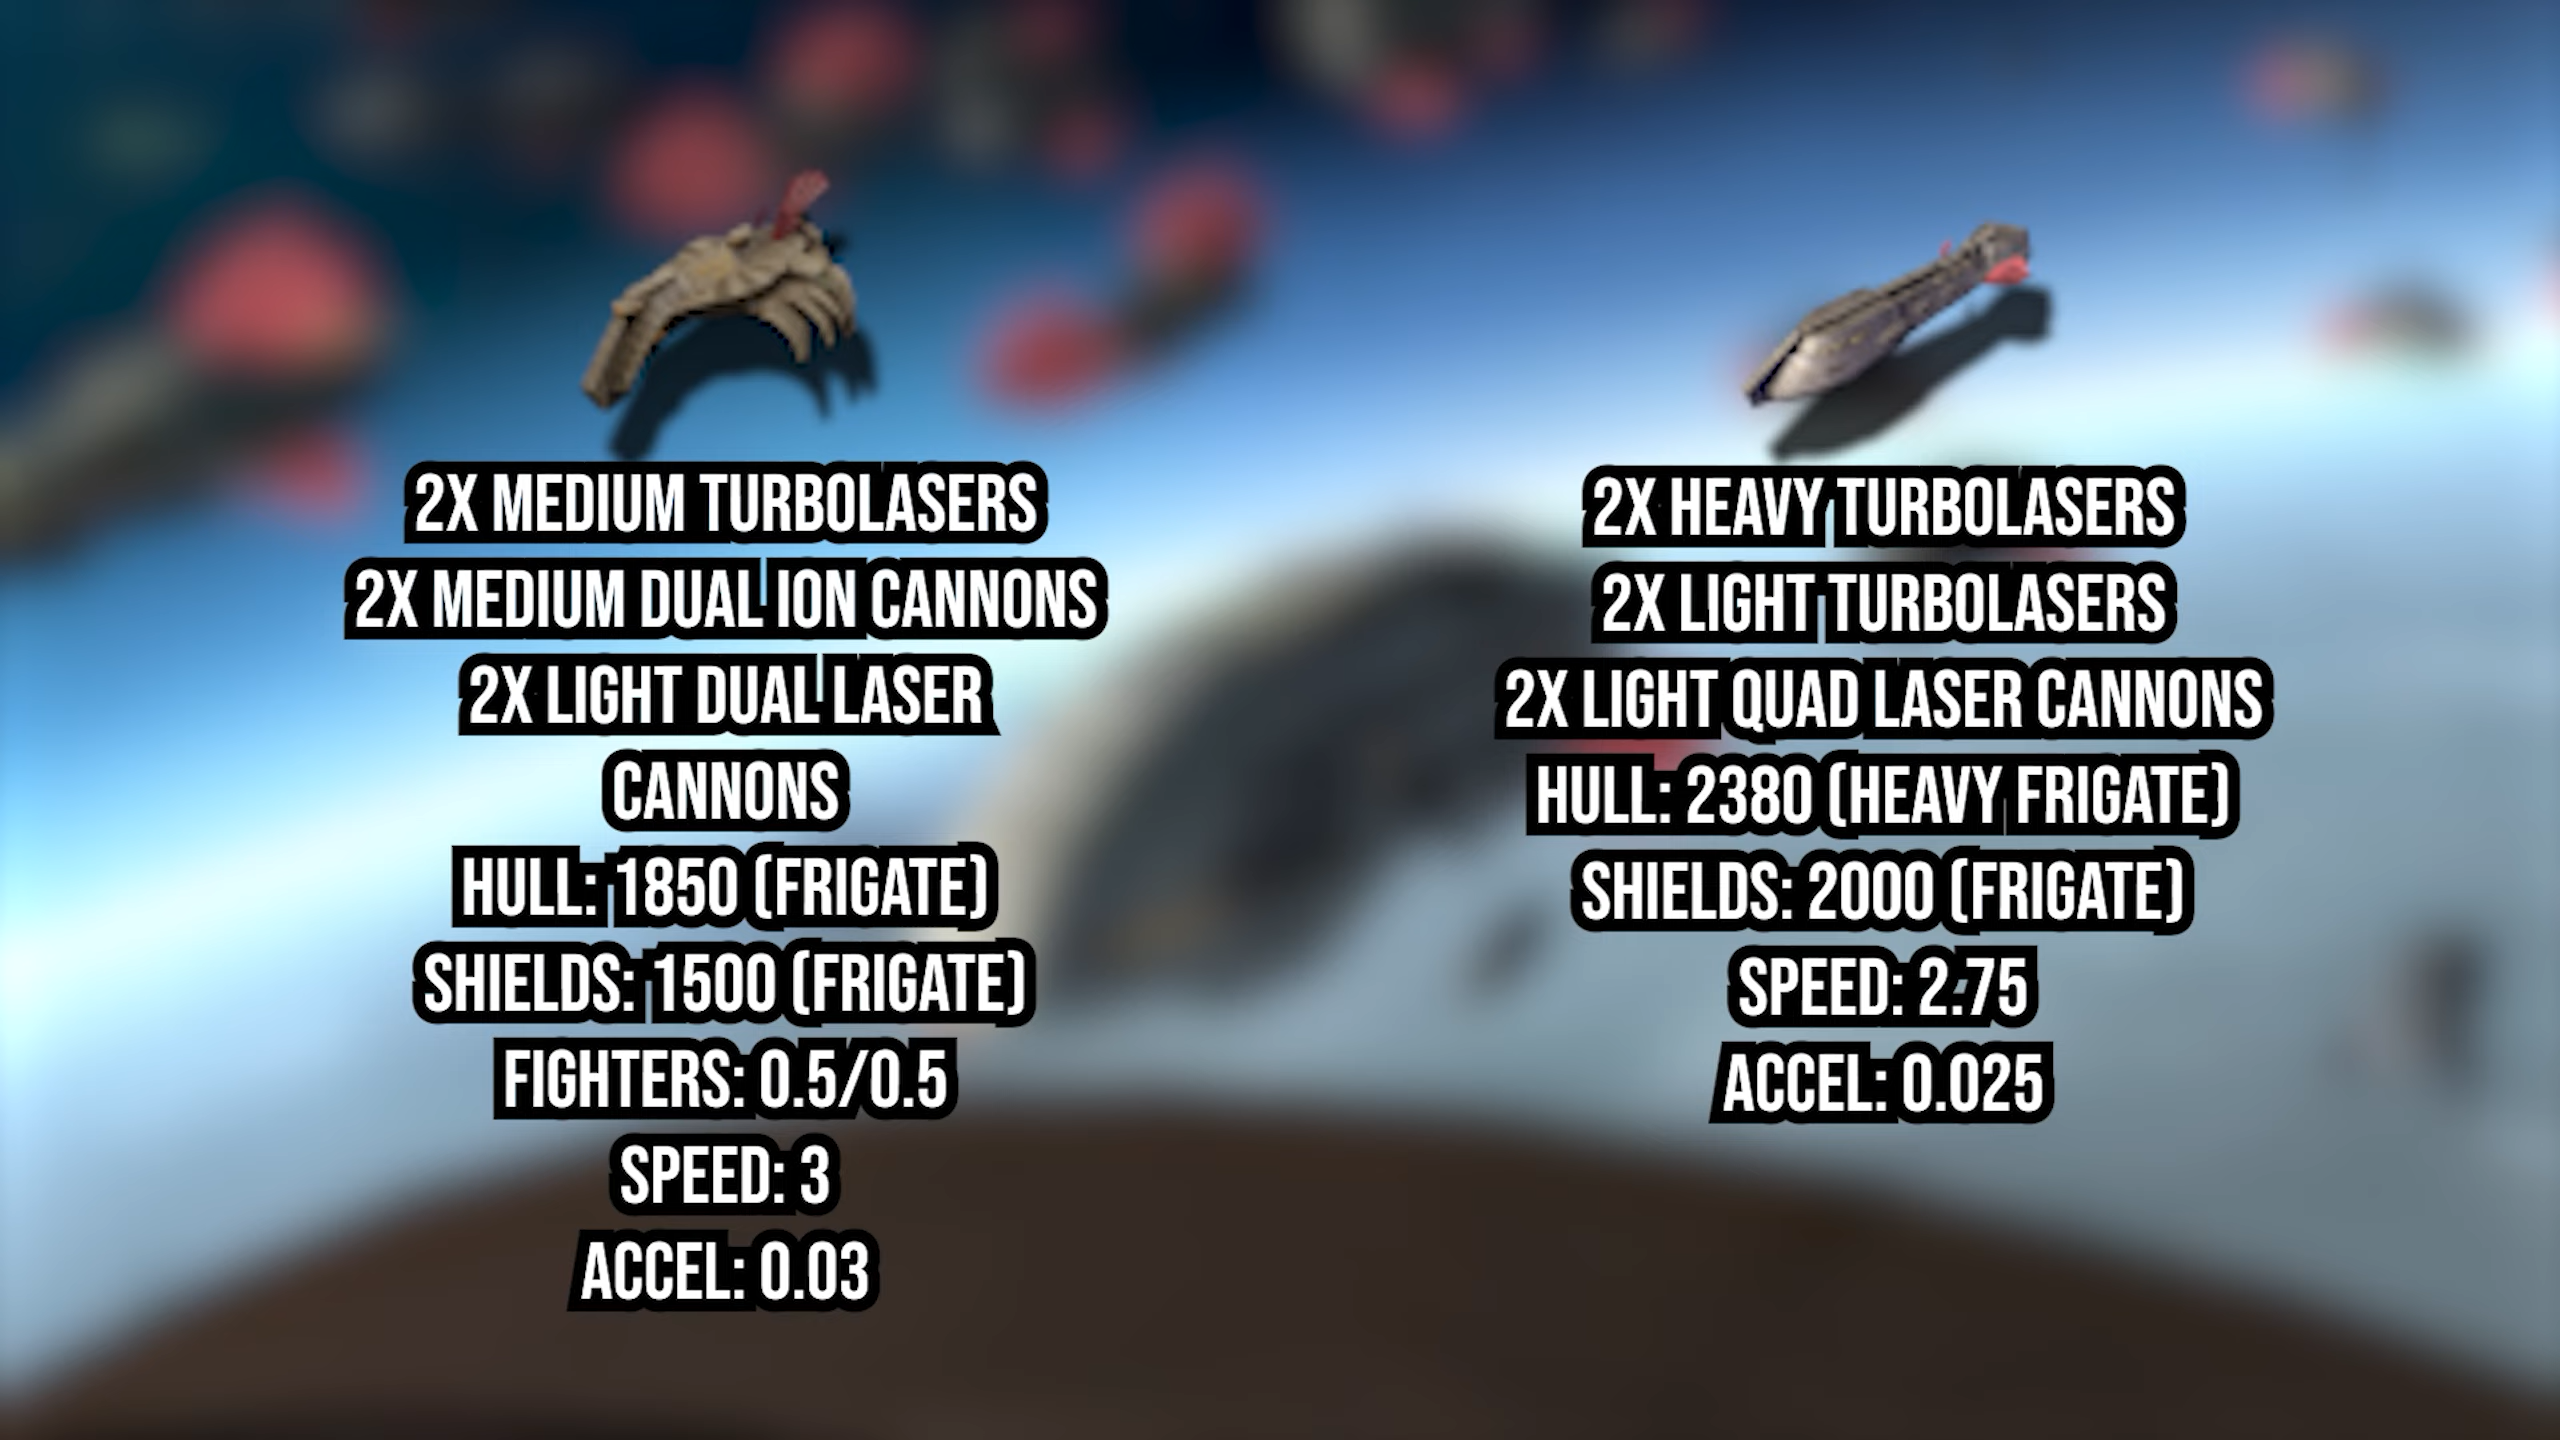 2X MEDIUM TURBOLASERS
2X MEDIUM DUAL ION CANNONS
2X LIGHT DUAL LASER
CANNONS
HULL: 1850 (FRIGATE)
SHIELDS: 1500 (FRIGATE)
FIGHTERS: 0.5/0.5
SPEED: 3
ACCEL: 0.03
2X HEAVY TURBOLASERS
2X LIGHT TURBOLASERS
2X LIGHT QUAD LASER CANNONS
HULL: 2380 (HEAVY FRIGATE)
SHIELDS: 2000 (FRIGATE)
SPEED: 2.75
ACCEL: 0.025